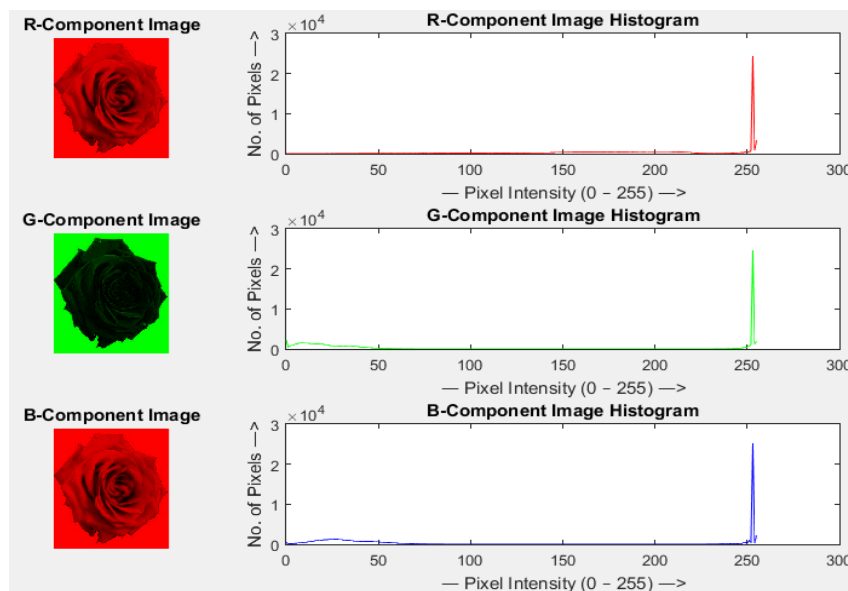 R-Component Image
R-Component Image Histogram
×10^4
No. of Pixels —>
3
2
1
0
0 50 100 150 200 250 300
— Pixel Intensity (0 – 255) —>
G-Component Image
G-Component Image Histogram
×10^4
No. of Pixels —>
3
2
1
0
0 50 100 150 200 250 300
— Pixel Intensity (0 – 255) —>
B-Component Image
B-Component Image Histogram
×10^4
No. of Pixels —>
3
2
1
0
0 50 100 150 200 250 300
— Pixel Intensity (0 – 255) —>